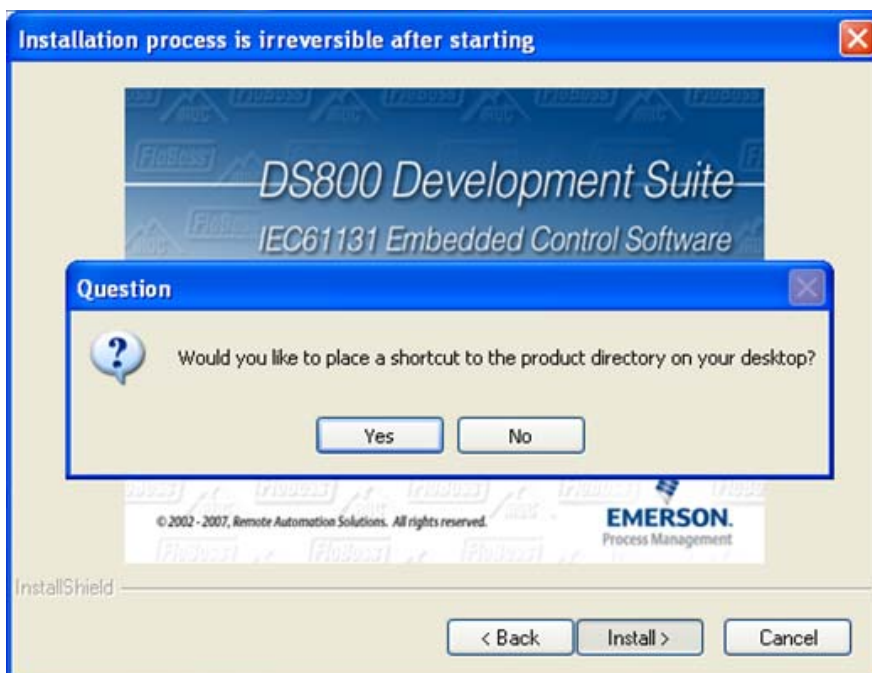 Installation process is irreversible after starting
DS800 Development Suite
IEC61131 Embedded Control Software
Question
Would you like to place a shortcut to the product directory on your desktop?
Yes
No
© 2002 - 2007, Remote Automation Solutions. All rights reserved.
EMERSON.
Process Management
InstallShield
< Back
Install >
Cancel